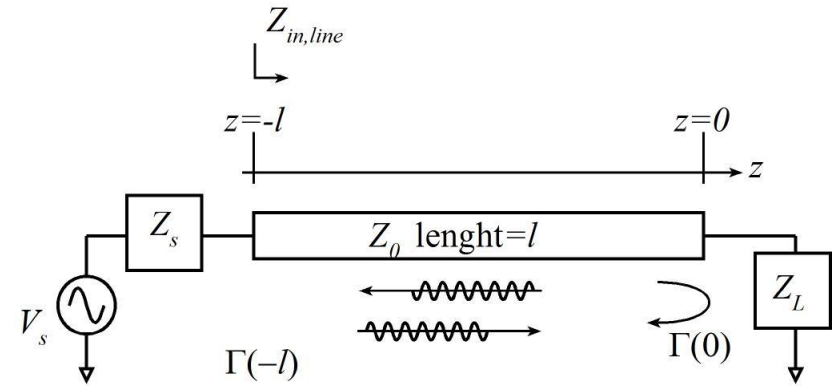 Z_{in,line}
z=-l
z=0
z
Z_s
Z_0 lenght=l
Z_L
V_s
Γ(−l)
Γ(0)